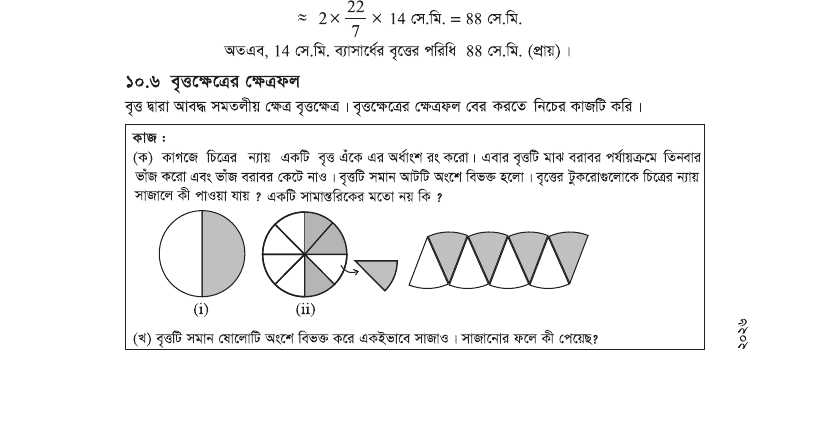 ≈ 2 × 22/7 × 14 সে.মি. = 88 সে.মি.
অতএব, 14 সে.মি. ব্যাসার্ধের বৃত্তের পরিধি 88 সে.মি. (প্রায়) ।
১০.৬ বৃত্তক্ষেত্রের ক্ষেত্রফল
বৃত্ত দ্বারা আবদ্ধ সমতলীয় ক্ষেত্র বৃত্তক্ষেত্র । বৃত্তক্ষেত্রের ক্ষেত্রফল বের করতে নিচের কাজটি করি ।
কাজ :
(ক) কাগজে চিত্রের ন্যায় একটি বৃত্ত এঁকে এর অর্ধাংশ রং করো। এবার বৃত্তটি মাঝ বরাবর পর্যায়ক্রমে তিনবার
ভাঁজ করো এবং ভাঁজ বরাবর কেটে নাও । বৃত্তটি সমান আটটি অংশে বিভক্ত হলো । বৃত্তের টুকরোগুলোকে চিত্রের ন্যায়
সাজালে কী পাওয়া যায় ? একটি সামান্তরিকের মতো নয় কি ?
(i)
(ii)
(খ) বৃত্তটি সমান ষোলোটি অংশে বিভক্ত করে একইভাবে সাজাও । সাজানোর ফলে কী পেয়েছ?
২০২৬